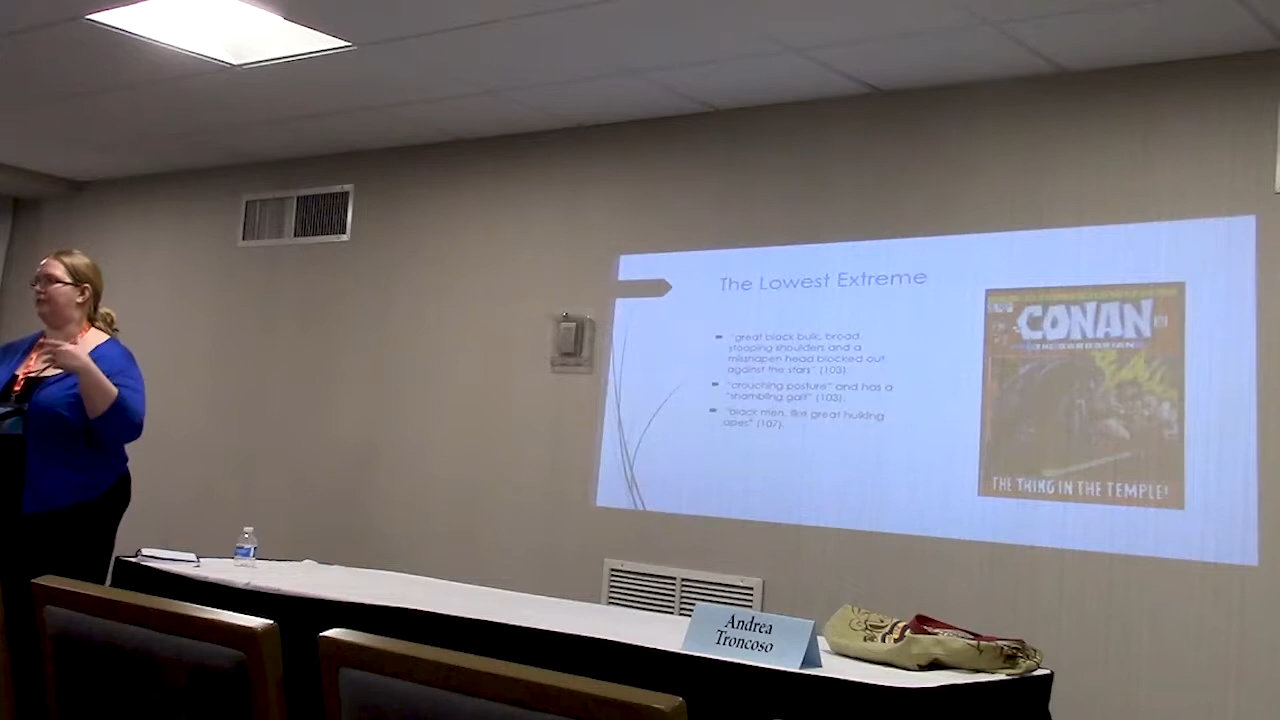 The Lowest Extreme
"great black bulk, broad,
stooping shoulders and a
misshapen head blocked out
against the stars" (103).
"crouching posture" and has a
"shambling gait" (103).
"black men, like great hulking
apes" (107).
CONAN
THE BARBARIAN
THE THING IN THE TEMPLE!
Andrea
Troncoso